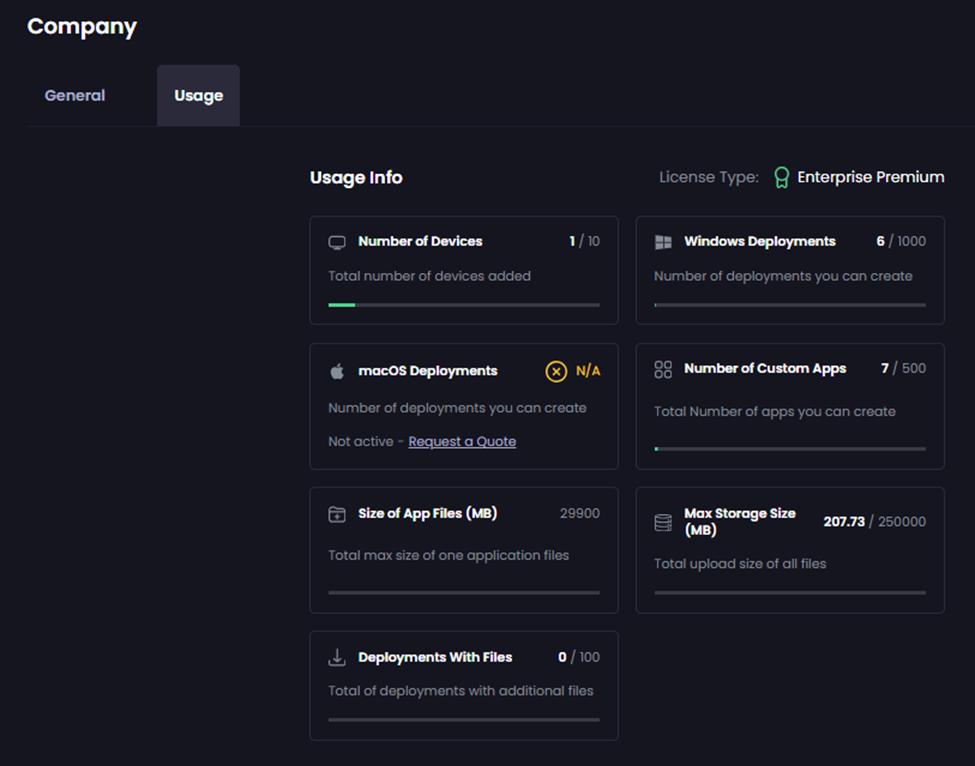 Company
General
Usage
Usage Info
License Type: Enterprise Premium
Number of Devices 1 / 10
Total number of devices added
Windows Deployments 6 / 1000
Number of deployments you can create
macOS Deployments N/A
Number of deployments you can create
Not active - Request a Quote
Number of Custom Apps 7 / 500
Total Number of apps you can create
Size of App Files (MB) 29900
Total max size of one application files
Max Storage Size
(MB)
207.73 / 250000
Total upload size of all files
Deployments With Files 0 / 100
Total of deployments with additional files